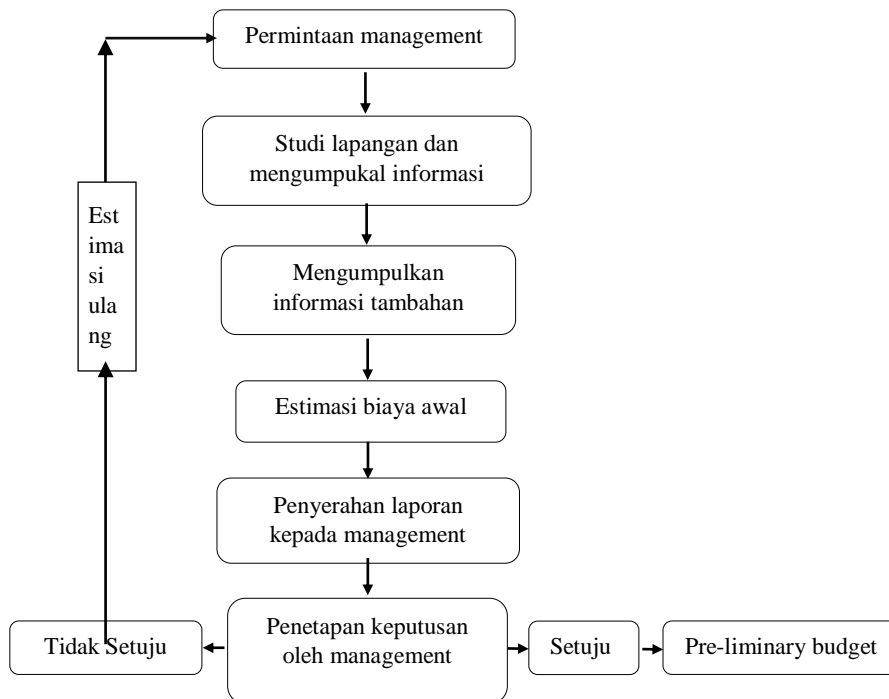 Permintaan management
Studi lapangan dan
mengumpukal informasi
Est
ima
si
ula
ng
Mengumpulkan
informasi tambahan
Estimasi biaya awal
Penyerahan laporan
kepada management
Tidak Setuju
Penetapan keputusan
oleh management
Setuju
Pre-liminary budget